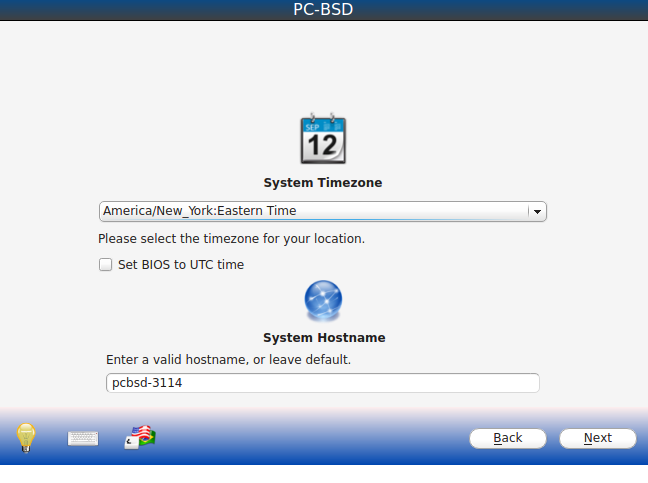 PC-BSD
SEP
12
System Timezone
America/New_York:Eastern Time
Please select the timezone for your location.
Set BIOS to UTC time
System Hostname
Enter a valid hostname, or leave default.
pcbsd-3114
Back
Next